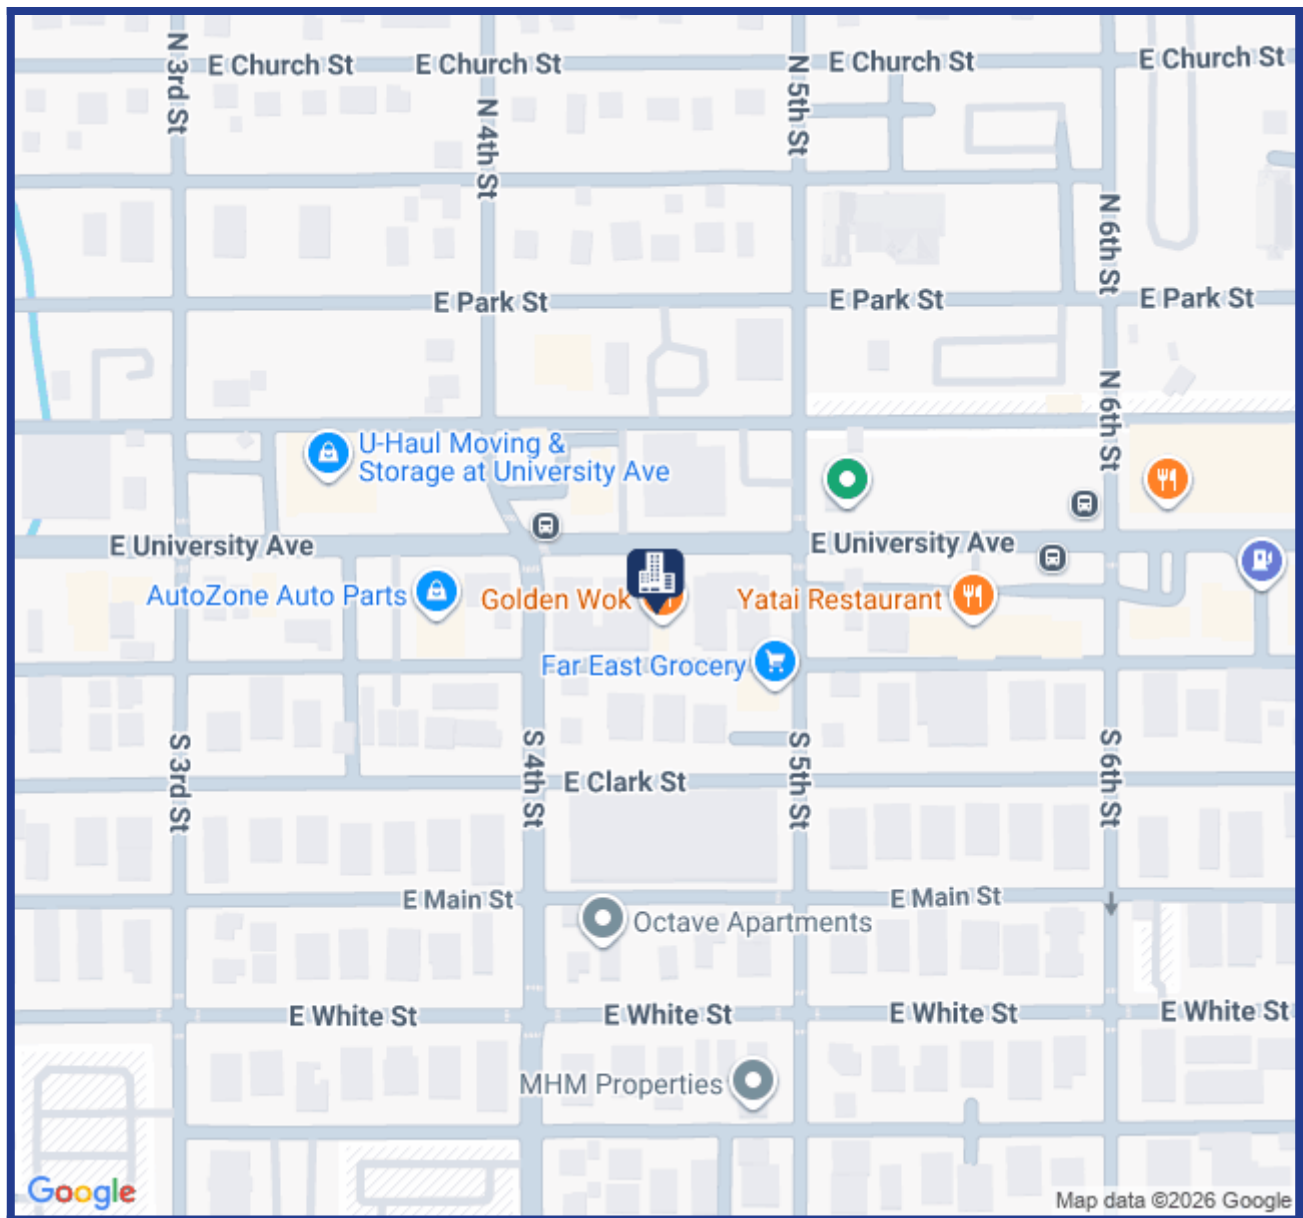 N 3rd St
E Church St
E Church St
N 5th St
E Church St
E Church St
N 4th St
N 6th St
E Park St
E Park St
E Park St
N 6th St
U-Haul Moving &
Storage at University Ave
E University Ave
E University Ave
AutoZone Auto Parts
Golden Wok
Yatai Restaurant
Far East Grocery
S 3rd St
S 4th St
E Clark St
S 5th St
S 6th St
E Main St
E Main St
Octave Apartments
E White St
E White St
E White St
E White St
MHM Properties
Google
Map data ©2026 Google